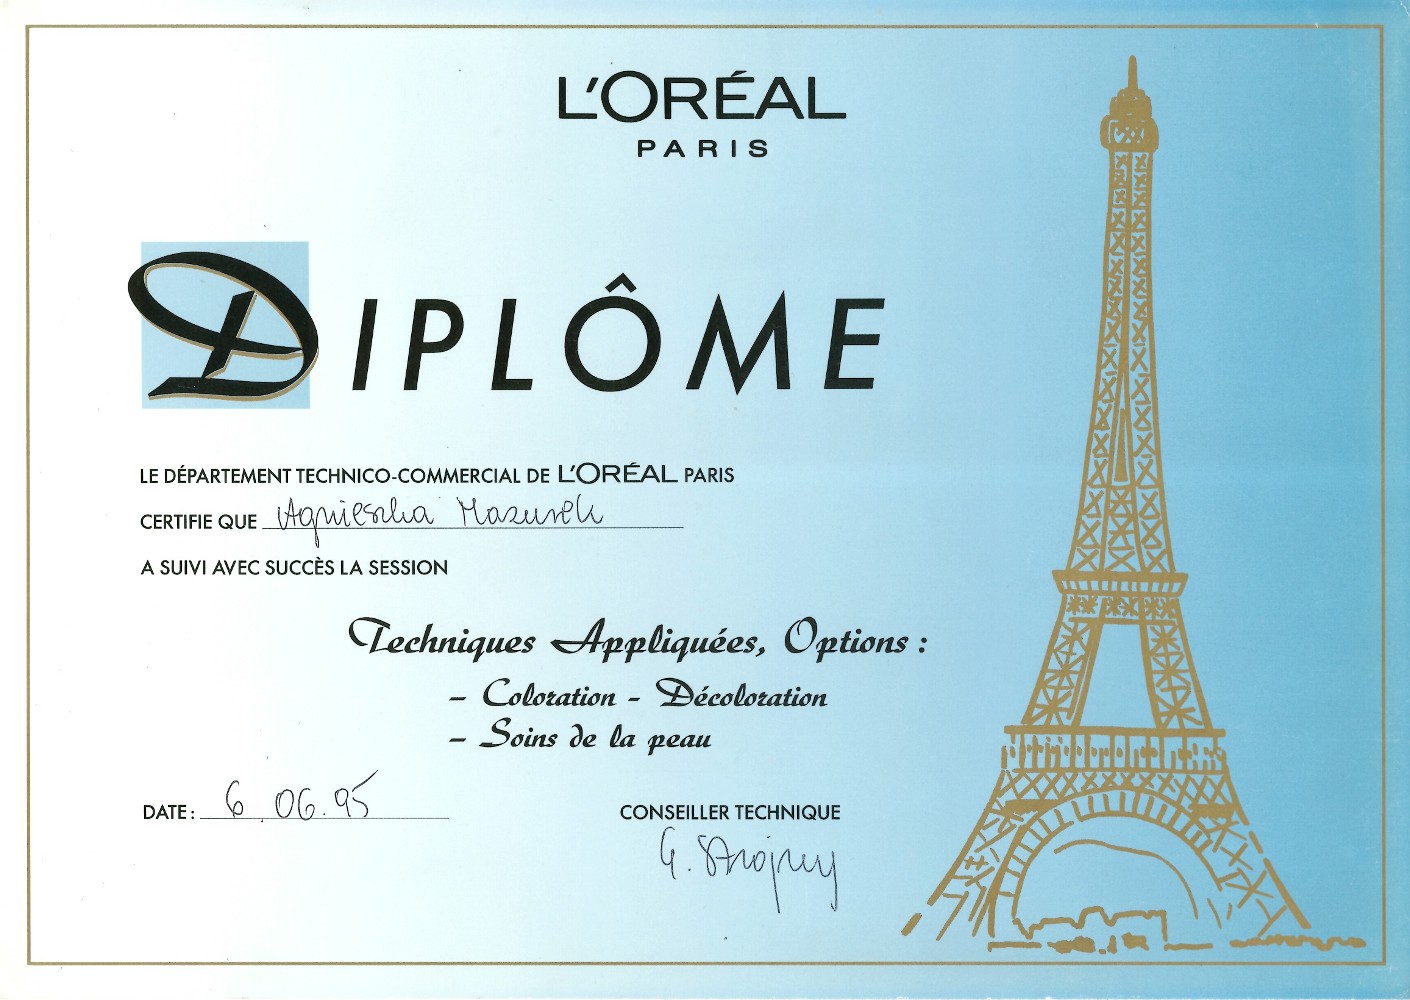 L'ORÉAL
PARIS
DIPLÔME
LE DÉPARTEMENT TECHNICO-COMMERCIAL DE L'ORÉAL PARIS
CERTIFIE QUE Agnieszka Mazurek
A SUIVI AVEC SUCCÈS LA SESSION
Techniques Appliquées, Options :
– Coloration - Décoloration
– Soins de la peau
DATE : 6.06.95
CONSEILLER TECHNIQUE
G.